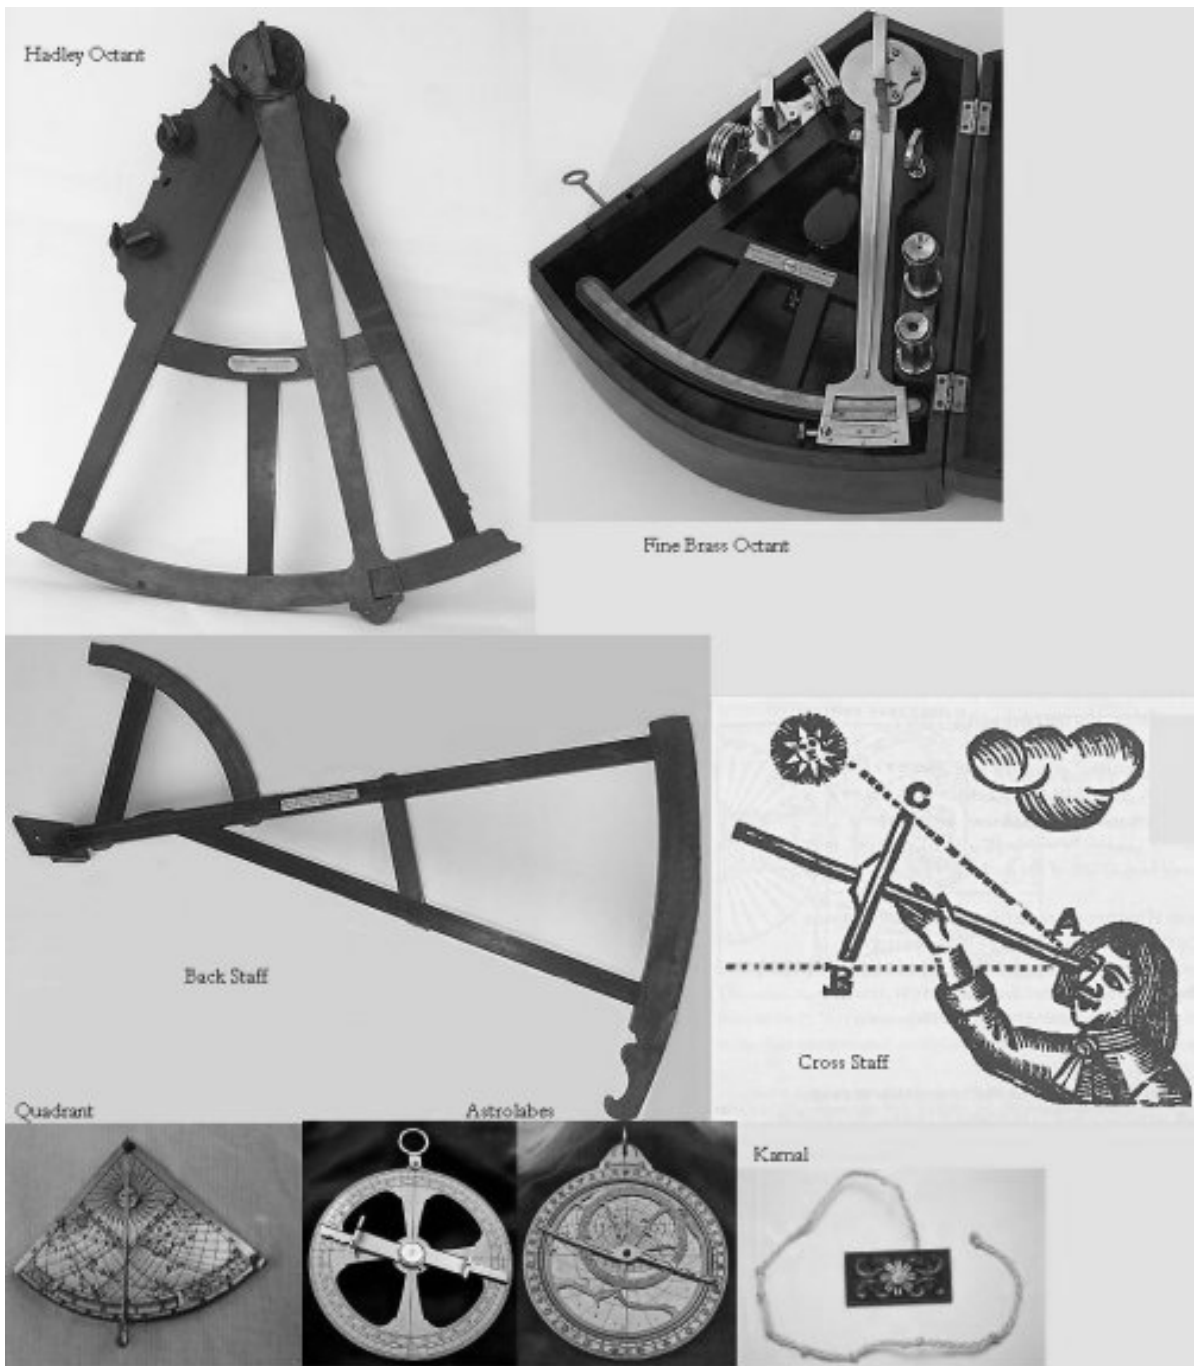 Hadley Octant
Fine Brass Octant
Back Staff
C
A
B
Cross Staff
Quadrant
Astrolabes
Kamal